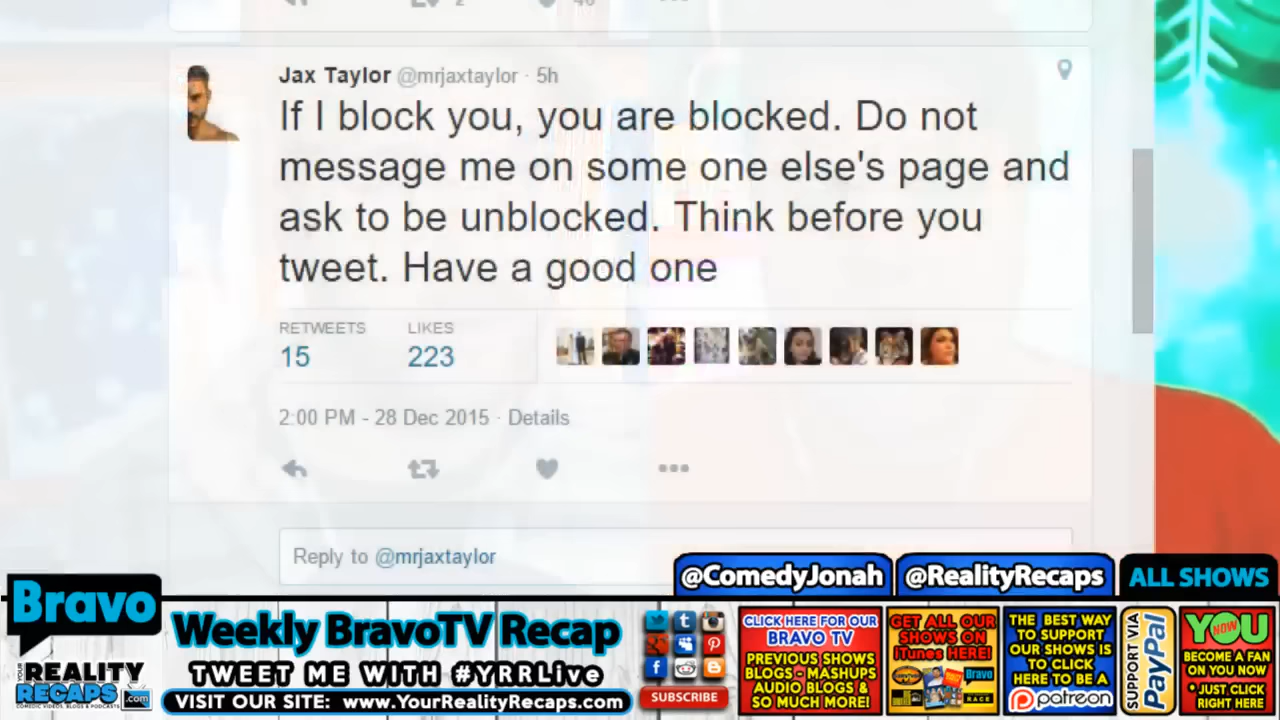 2
40
Jax Taylor @mrjaxtaylor · 5h
If I block you, you are blocked. Do not
message me on some one else's page and
ask to be unblocked. Think before you
tweet. Have a good one
RETWEETS
15
LIKES
223
2:00 PM - 28 Dec 2015 · Details
Reply to @mrjaxtaylor
@ComedyJonah
@RealityRecaps
ALL SHOWS
Bravo
YOUR
REALITY
RECAPS
.com
COMEDIC VIDEOS, BLOGS & PODCASTS
Weekly BravoTV Recap
TWEET ME WITH #YRRLive
VISIT OUR SITE: www.YourRealityRecaps.com
SUBSCRIBE
CLICK HERE FOR OUR
BRAVO TV
PREVIOUS SHOWS
BLOGS - MASHUPS
AUDIO BLOGS &
SO MUCH MORE!
GET ALL OUR
SHOWS ON
iTunes HERE!
Bravo
RACE
THE BEST WAY
TO SUPPORT
OUR SHOWS IS
TO CLICK
HERE TO BE A
patreon
SUPPORT VIA
PayPal
YOU
NOW
BECOME A FAN
ON YOU NOW
* JUST CLICK
RIGHT HERE